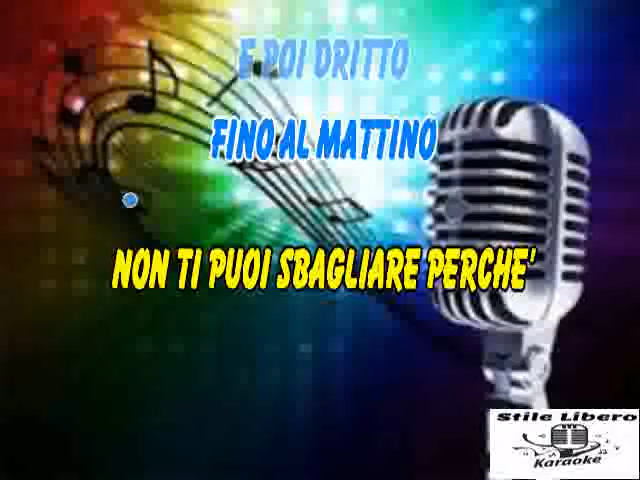 E POI DRITTO
FINO AL MATTINO
NON TI PUOI SBAGLIARE PERCHE'
Stile Libero
Karaoke